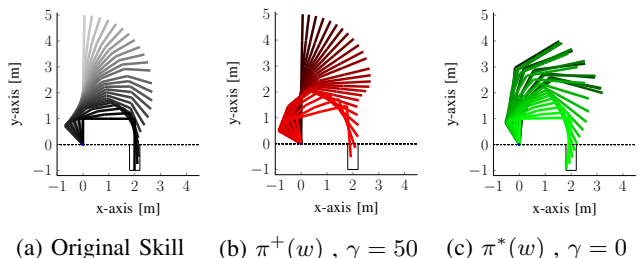 5
4
3
2
1
0
−1
−1 0 1 2 3 4
x-axis [m]
y-axis [m]
(a) Original Skill
5
4
3
2
1
0
−1
−1 0 1 2 3 4
x-axis [m]
y-axis [m]
(b) π⁺(w) , γ = 50
5
4
3
2
1
0
−1
−1 0 1 2 3 4
x-axis [m]
y-axis [m]
(c) π*(w) , γ = 0